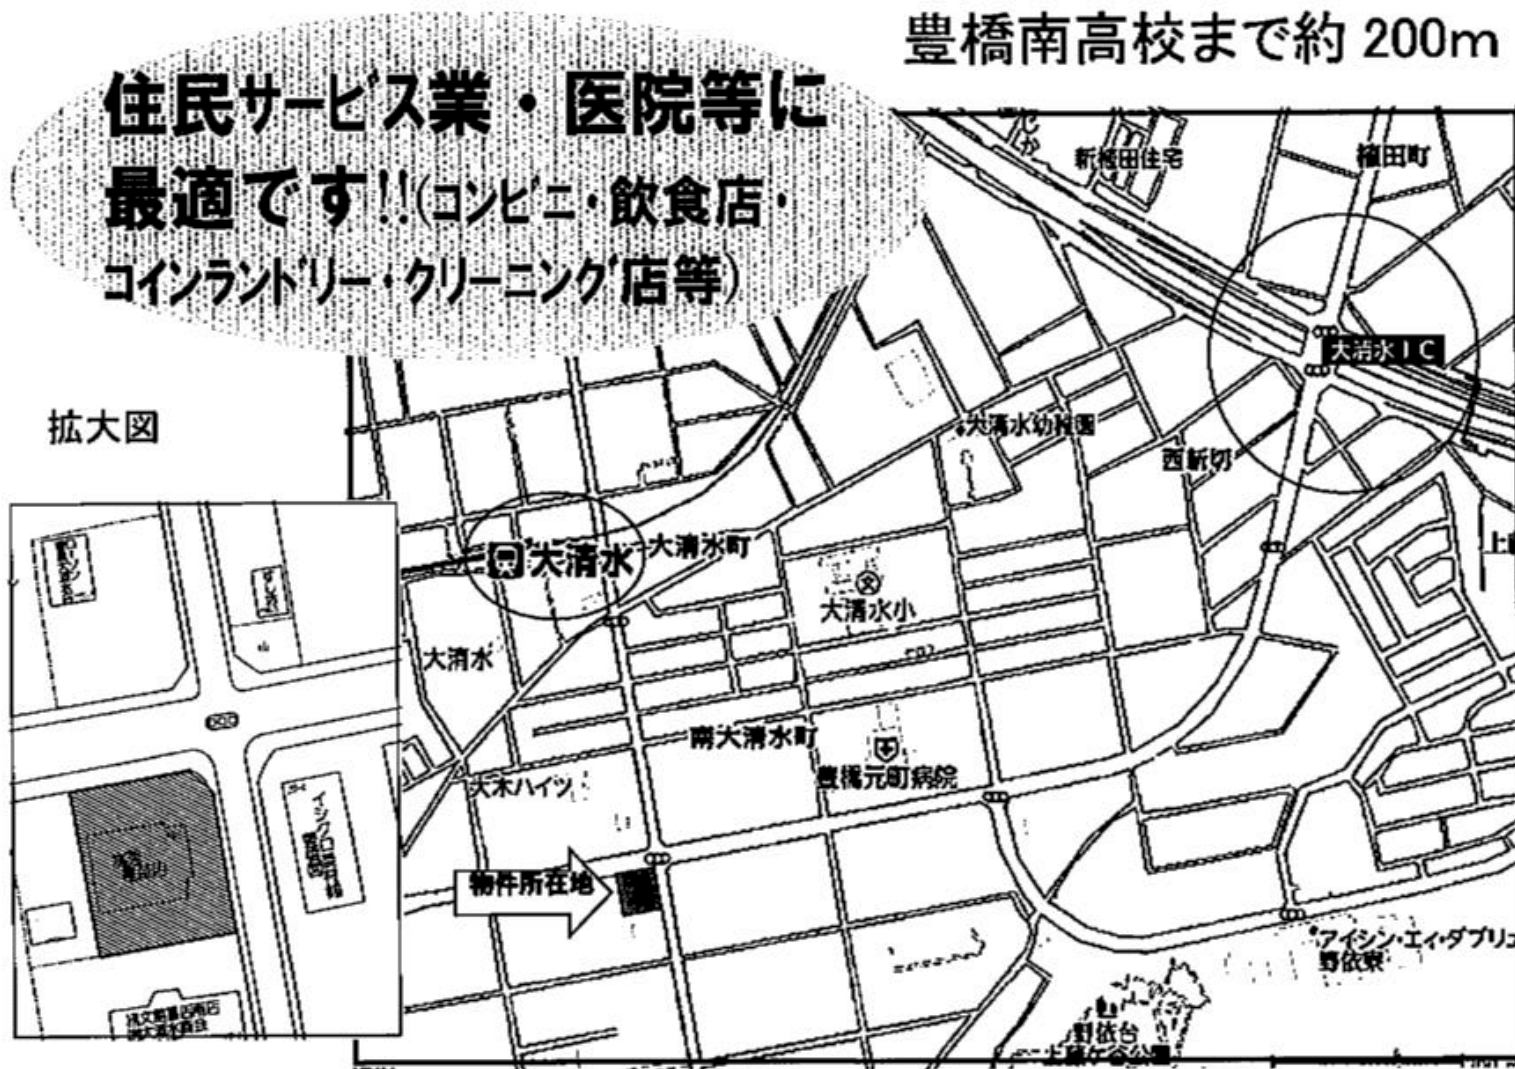 豊橋南高校まで約 200m
住民サービス業・医院等に
最適です!!(コンビニ・飲食店・
コインランドリー・クリーニング店等)
新植田住宅
植田町
大清水IC
拡大図
大清水幼稚園
西新切
大清水
大清水町
文
大清水小
大清水
南大清水町
大木ハイツ
豊橋元町病院
物件所在地
アイシン・エィ・ダブリュ
野依寮
野依台